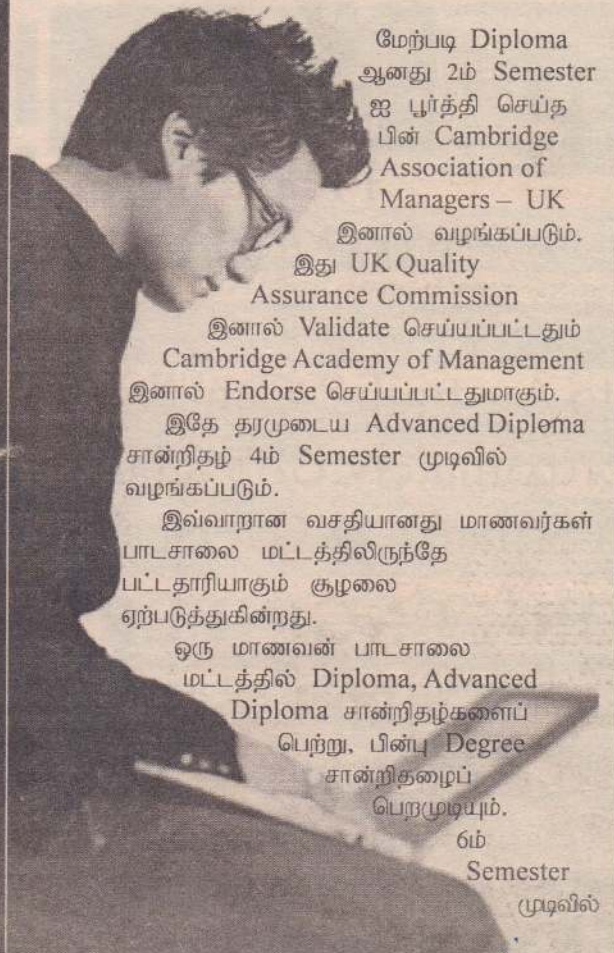 மேற்படி Diploma
ஆனது 2ம் Semester
ஐ பூர்த்தி செய்த
பின் Cambridge
Association of
Managers – UK
இனால் வழங்கப்படும்.
இது UK Quality
Assurance Commission
இனால் Validate செய்யப்பட்டதும்
Cambridge Academy of Management
இனால் Endorse செய்யப்பட்டதுமாகும்.
இதே தரமுடைய Advanced Diploma
சான்றிதழ் 4ம் Semester முடிவில்
வழங்கப்படும்.
இவ்வாறான வசதியானது மாணவர்கள்
பாடசாலை மட்டத்திலிருந்தே
பட்டதாரியாகும் சூழலை
ஏற்படுத்துகின்றது.
ஒரு மாணவன் பாடசாலை
மட்டத்தில் Diploma, Advanced
Diploma சான்றிதழ்களைப்
பெற்று, பின்பு Degree
சான்றிதழைப்
பெறமுடியும்.
6ம்
Semester
முடிவில்